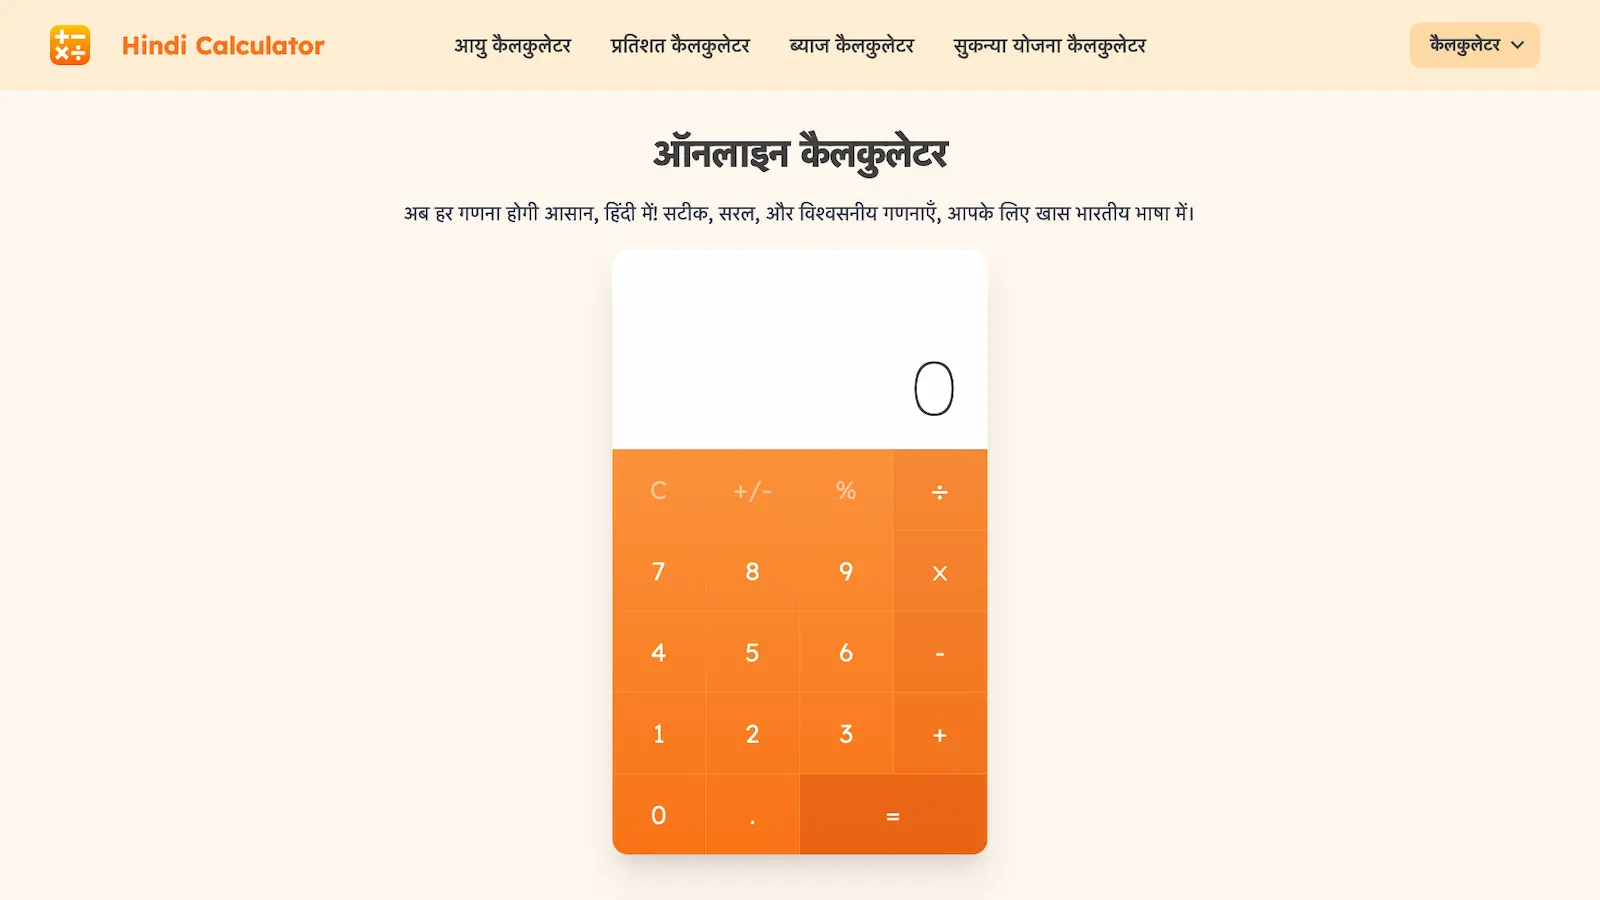 Hindi Calculator
आयु कैलकुलेटर
प्रतिशत कैलकुलेटर
ब्याज कैलकुलेटर
सुकन्या योजना कैलकुलेटर
कैलकुलेटर
ऑनलाइन कैलकुलेटर
अब हर गणना होगी आसान, हिंदी में! सटीक, सरल, और विश्वसनीय गणनाएँ, आपके लिए खास भारतीय भाषा में।
0
C +/- % ÷
7 8 9 x
4 5 6 -
1 2 3 +
0 . =